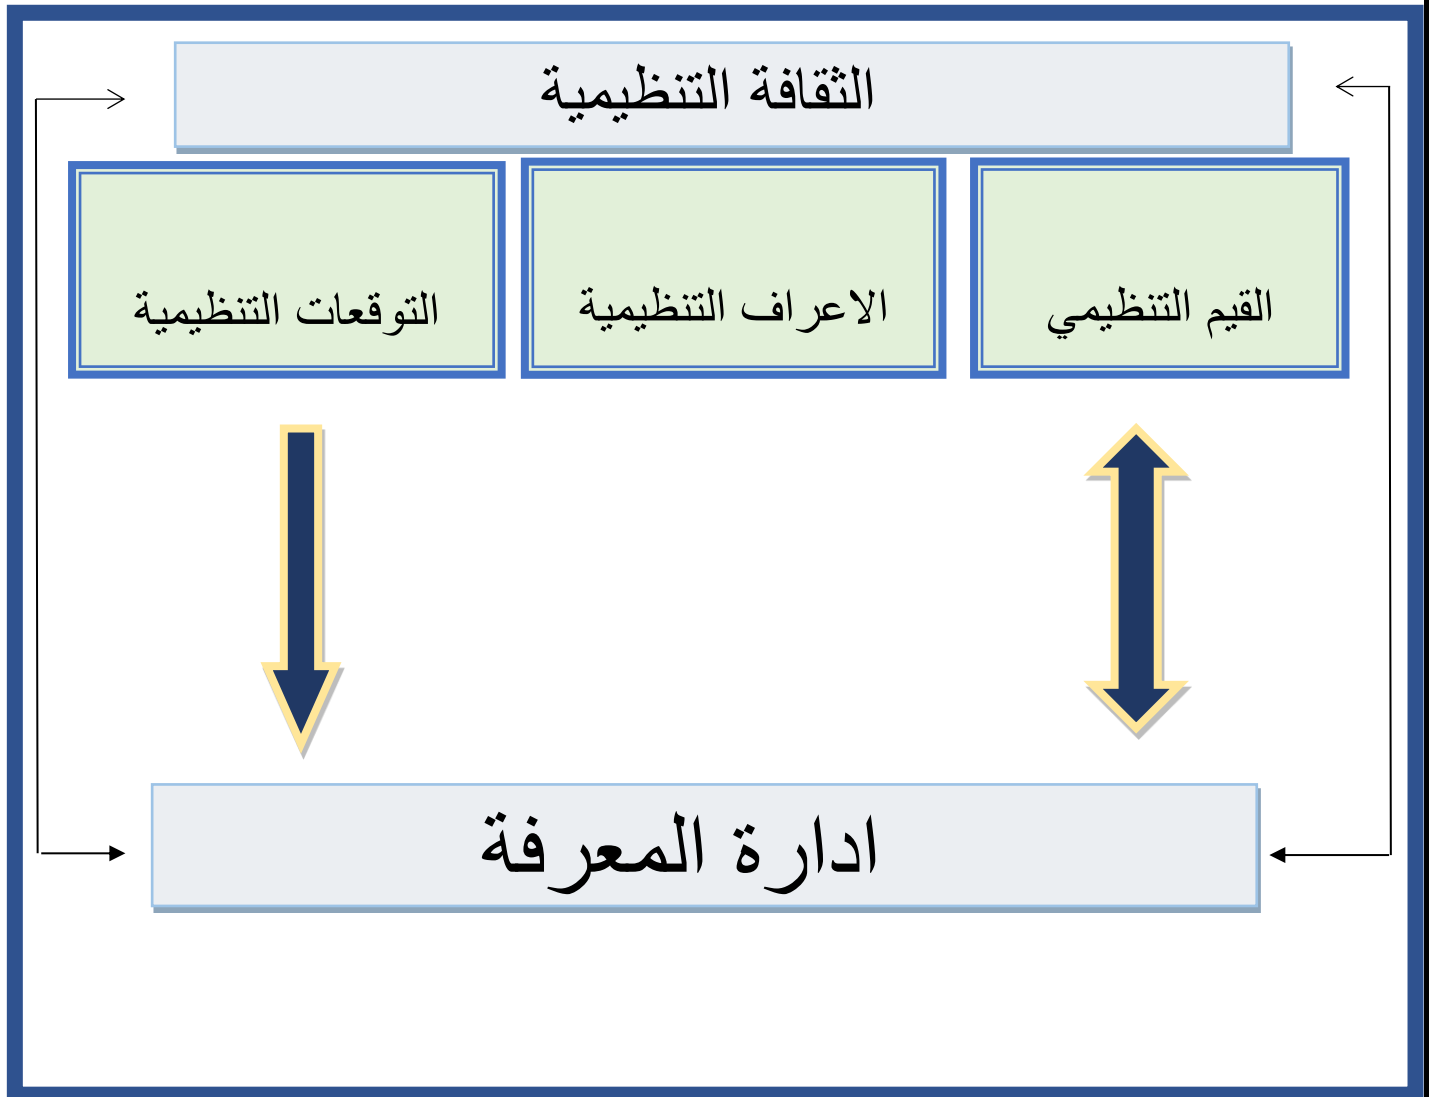 الثقافة التنظيمية
القيم التنظيمي
الاعراف التنظيمية
التوقعات التنظيمية
ادارة المعرفة